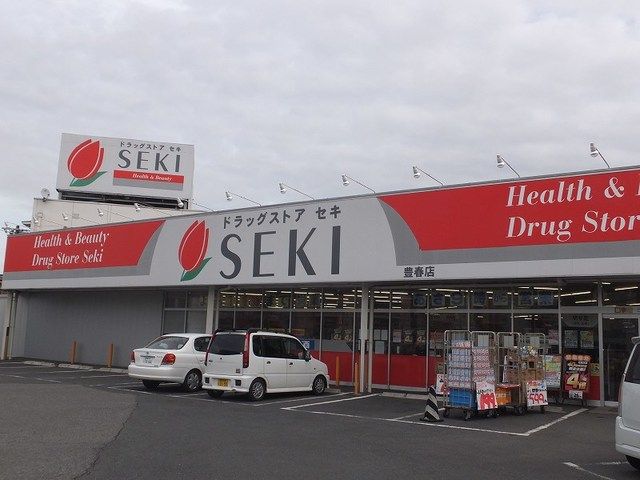 ドラッグストア セキ
SEKI
Health & Beauty
Health & Beauty
Drug Store Seki
ドラッグストア セキ
SEKI
豊春店
Health &
Drug Stor